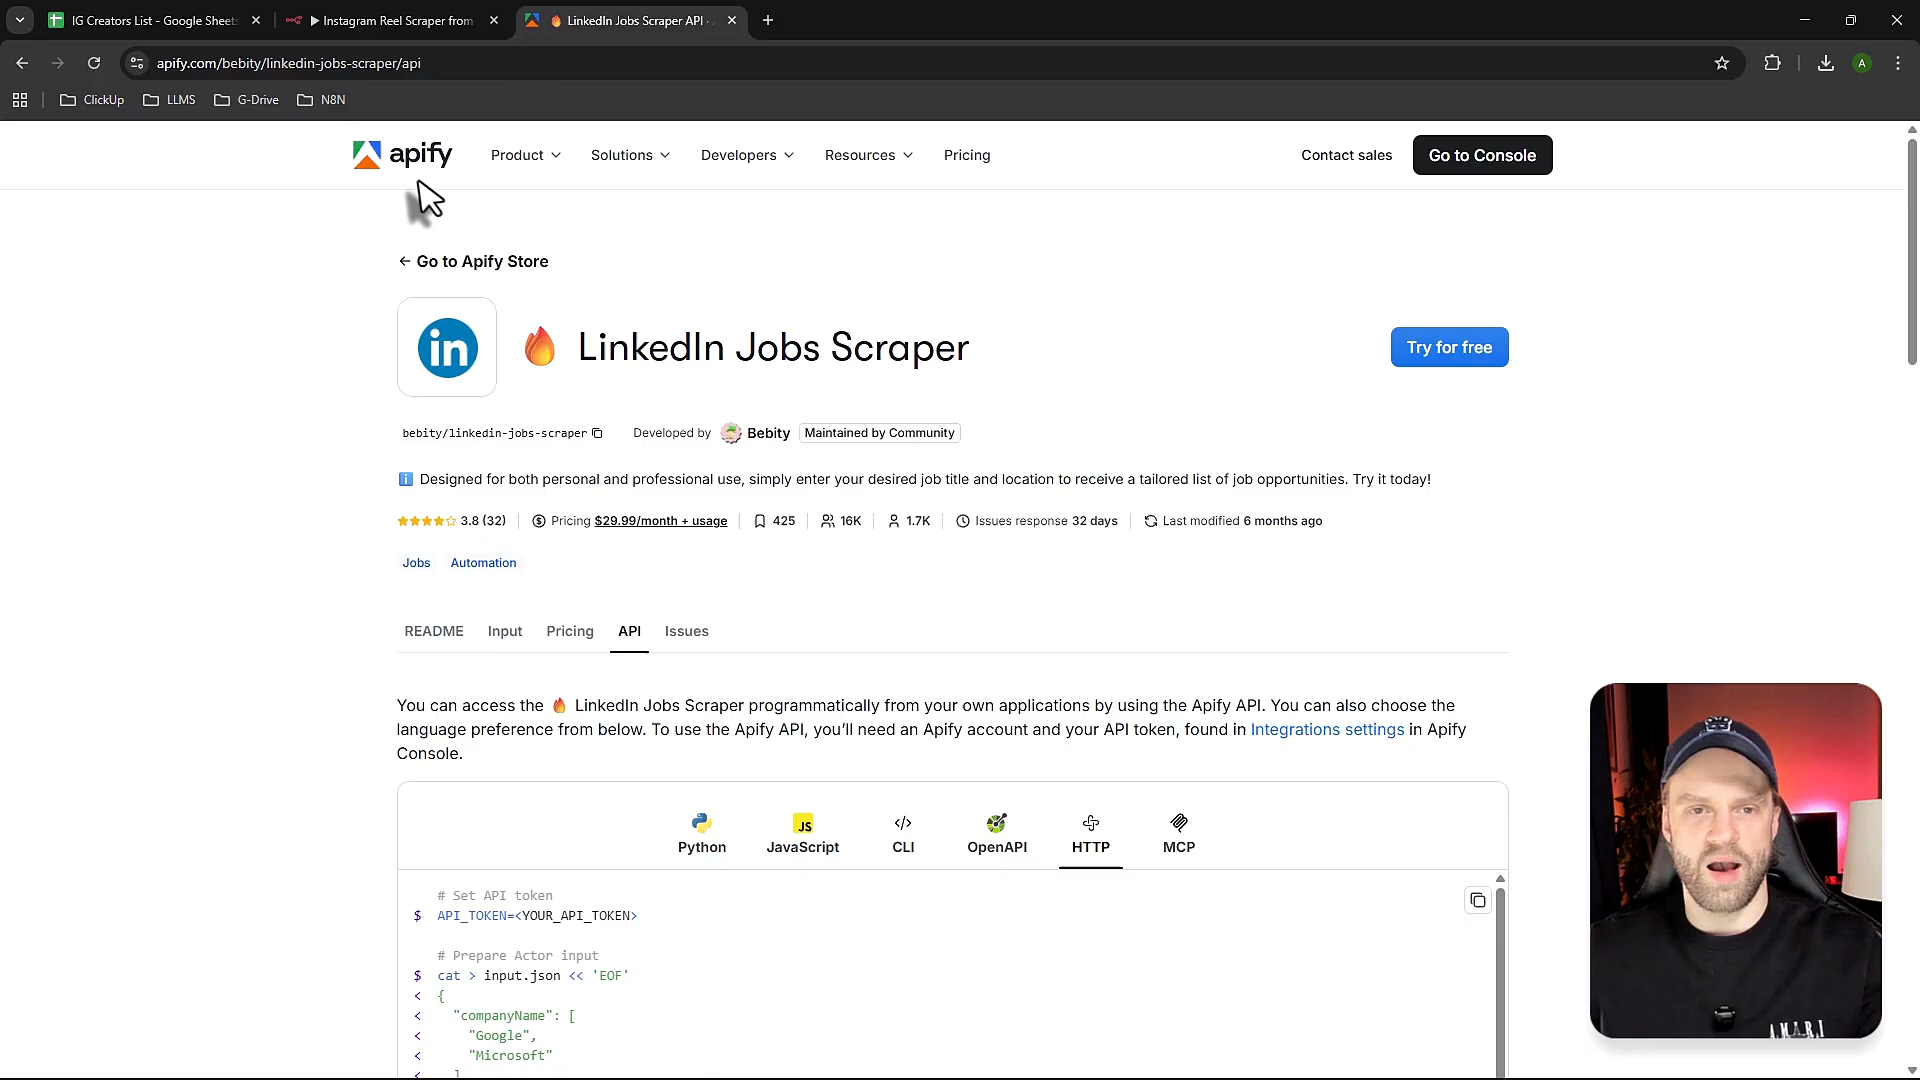 IG Creators List - Google Sheets
Instagram Reel Scraper from
LinkedIn Jobs Scraper API ·
apify.com/bebity/linkedin-jobs-scraper/api
A
ClickUp
LLMS
G-Drive
N8N
apify
Product
Solutions
Developers
Resources
Pricing
Contact sales
Go to Console
← Go to Apify Store
in
🔥 LinkedIn Jobs Scraper
Try for free
bebity/linkedin-jobs-scraper
Developed by Bebity
Maintained by Community
ℹ️ Designed for both personal and professional use, simply enter your desired job title and location to receive a tailored list of job opportunities. Try it today!
3.8 (32)
Pricing $29.99/month + usage
425
16K
1.7K
Issues response 32 days
Last modified 6 months ago
Jobs
Automation
README
Input
Pricing
API
Issues
You can access the 🔥 LinkedIn Jobs Scraper programmatically from your own applications by using the Apify API. You can also choose the
language preference from below. To use the Apify API, you’ll need an Apify account and your API token, found in Integrations settings in Apify
Console.
Python
JS
JavaScript
</>
CLI
OpenAPI
HTTP
MCP
# Set API token
$ API_TOKEN=<YOUR_API_TOKEN>
# Prepare Actor input
$ cat > input.json << 'EOF'
< {
< "companyName": [
< "Google",
< "Microsoft"
< ]